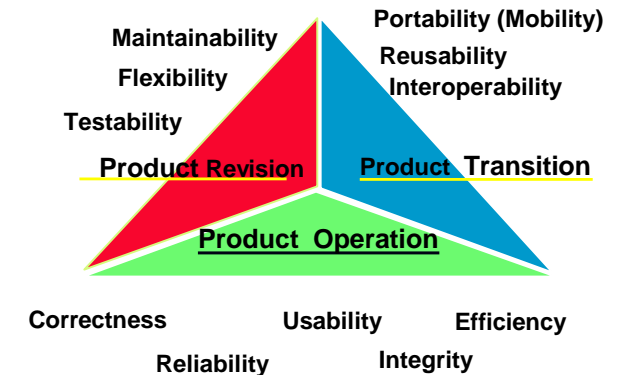 Portability (Mobility)
Maintainability
Reusability
Flexibility
Interoperability
Testability
Product Revision
Product Transition
Product Operation
Correctness
Usability
Efficiency
Reliability
Integrity